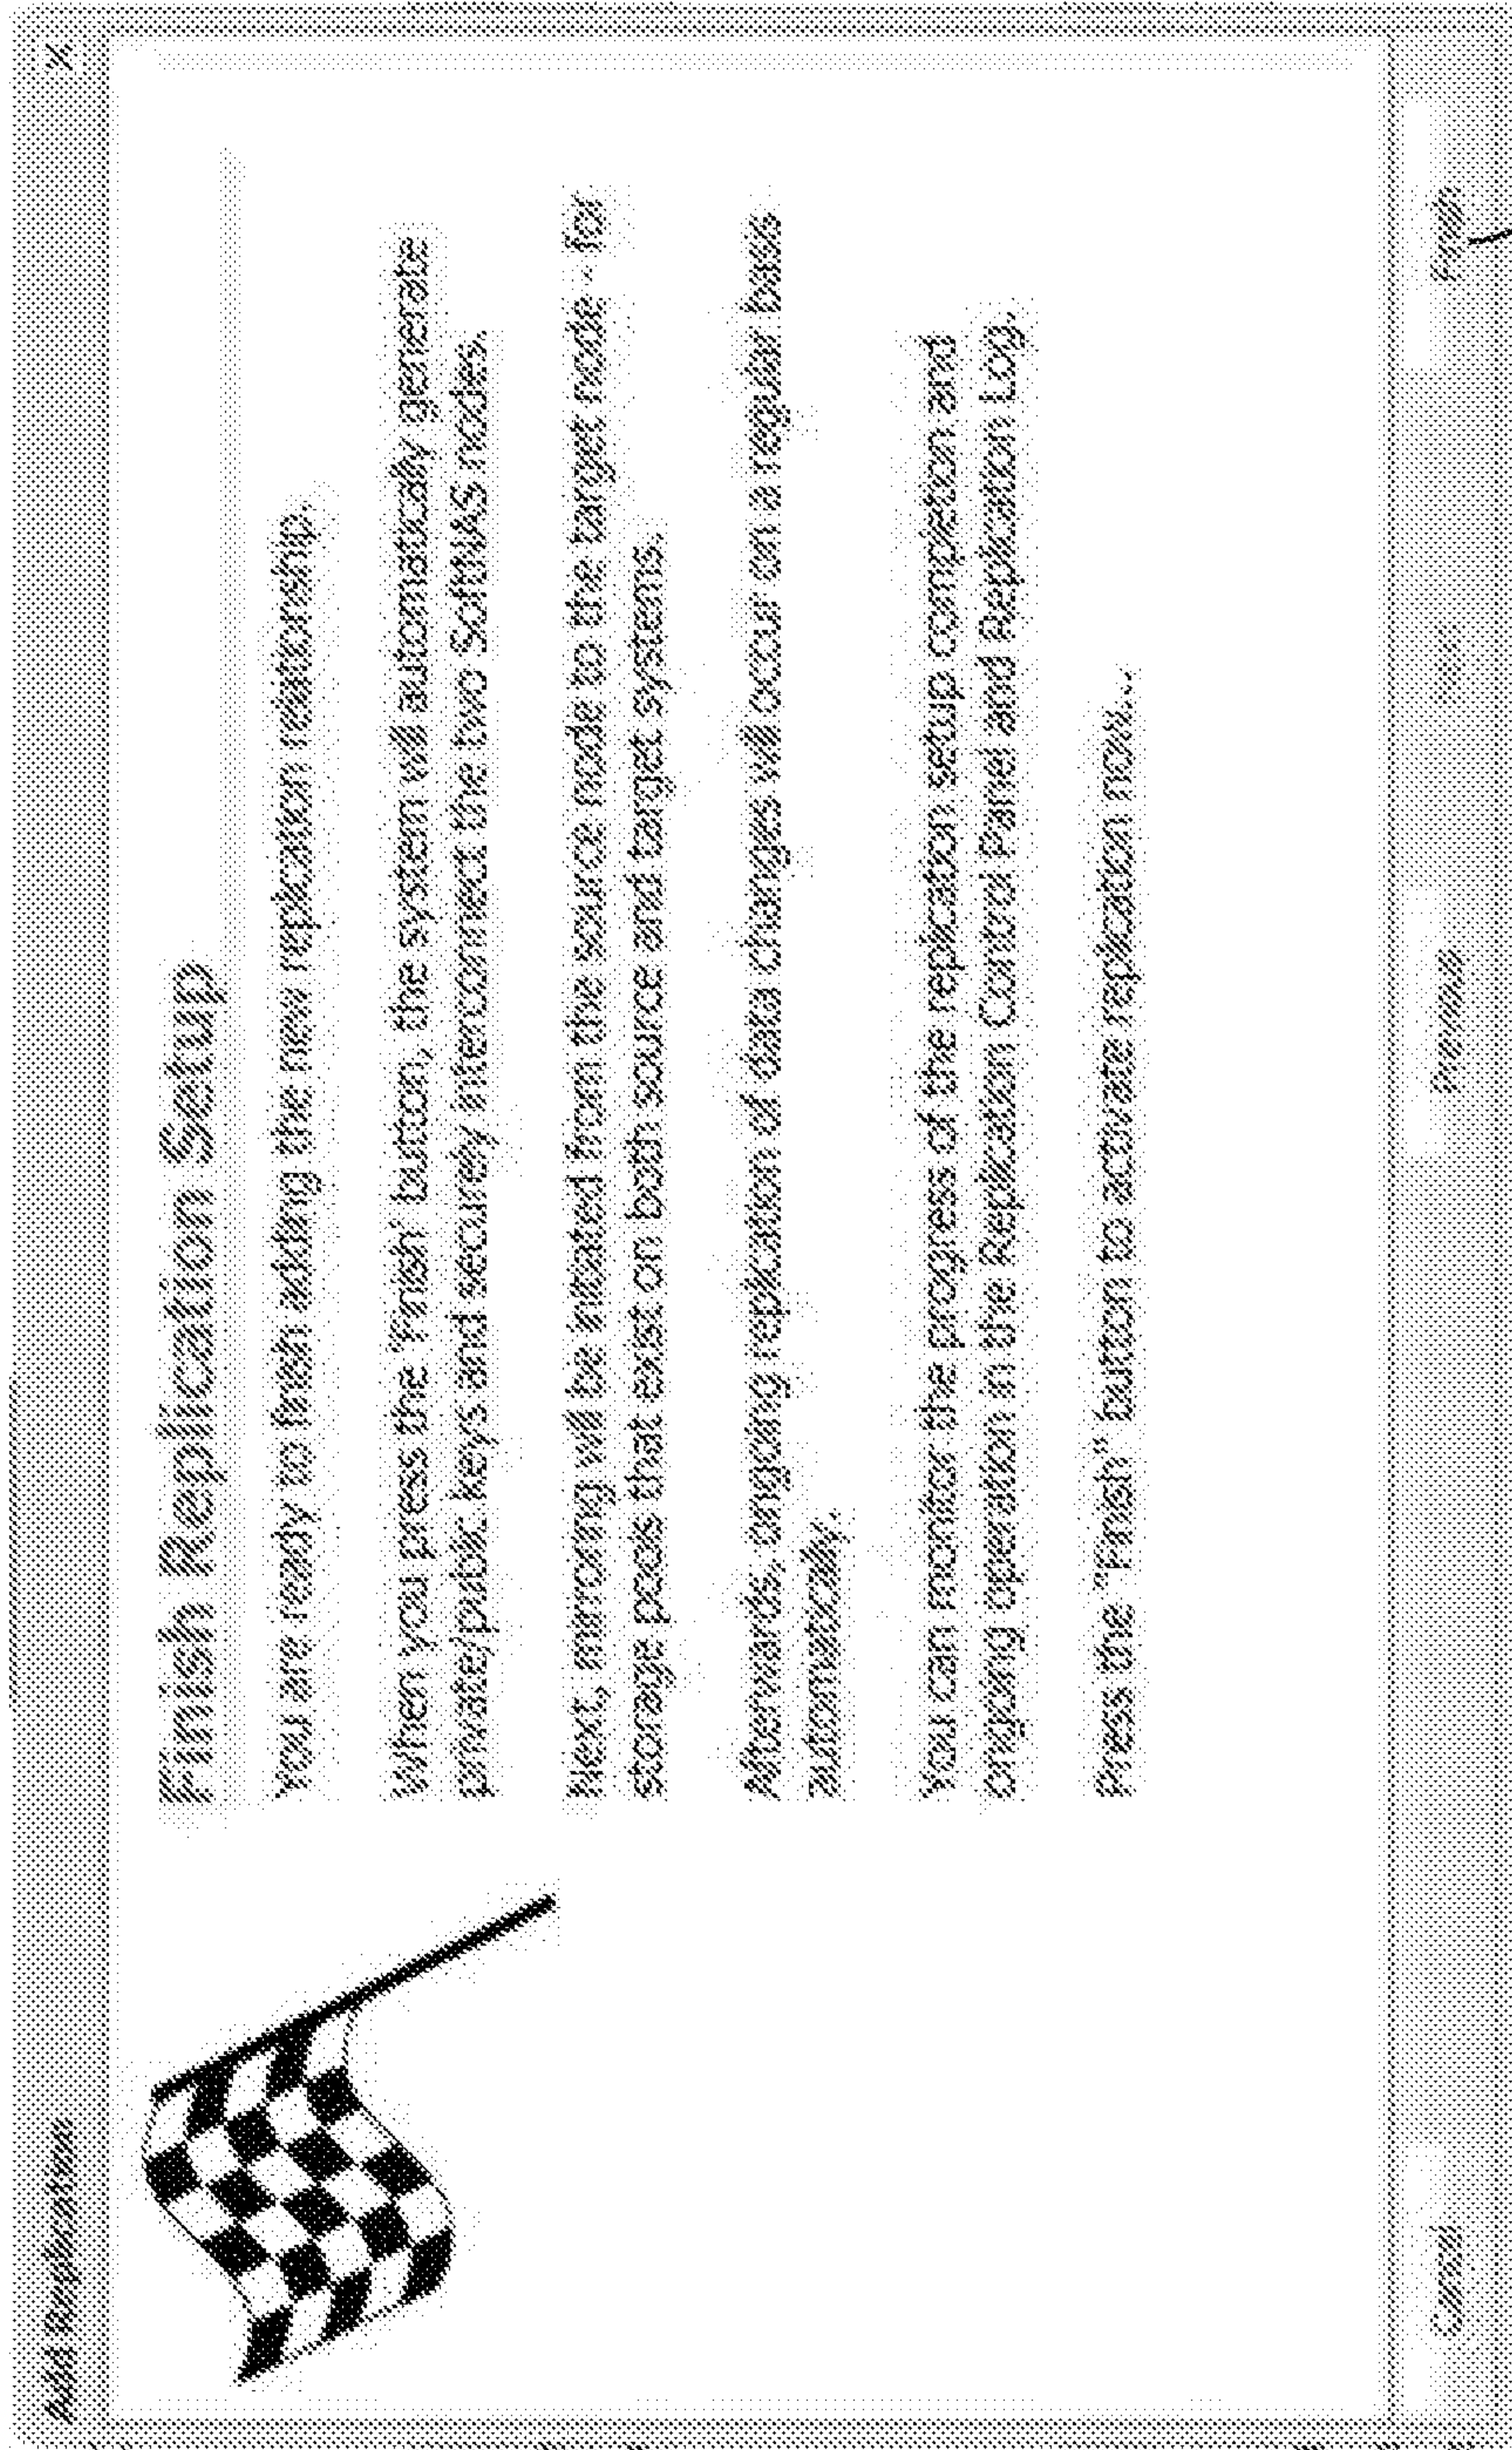 Add Replication
Finish Replication Setup
You are ready to finish adding the new replication relationship.
When you press the 'Finish' button, the system will automatically generate
private/public keys and securely interconnect the two SoftNAS nodes.
Next, mirroring will be initiated from the source node to the target node - for
storage pools that exist on both source and target systems.
Afterwards, ongoing replication of data changes will occur on a regular basis
automatically.
You can monitor the progress of the replication setup completion and
ongoing operation in the Replication Control Panel and Replication Log.
Press the "Finish" button to activate replication now...
Cancel
Previous
Finish